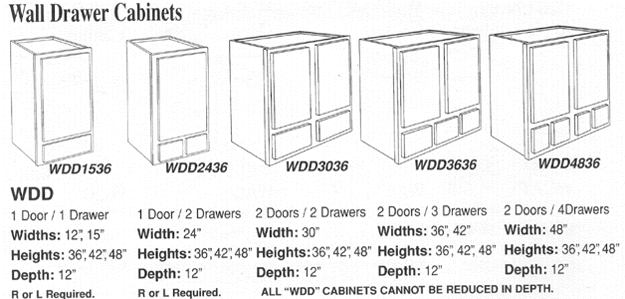 Wall Drawer Cabinets
WDD1536 WDD2436 WDD3036 WDD3636 WDD4836
WDD
1 Door / 1 Drawer 1 Door / 2 Drawers 2 Doors / 2 Drawers 2 Doors / 3 Drawers 2 Doors / 4Drawers
Widths: 12", 15" Width: 24" Width: 30" Widths: 36", 42" Width: 48"
Heights: 36", 42", 48" Heights: 36", 42", 48" Heights: 36", 42", 48" Heights: 36", 42", 48" Heights: 36", 42", 48"
Depth: 12" Depth: 12" Depth: 12" Depth: 12" Depth: 12"
R or L Required. R or L Required. ALL "WDD" CABINETS CANNOT BE REDUCED IN DEPTH.